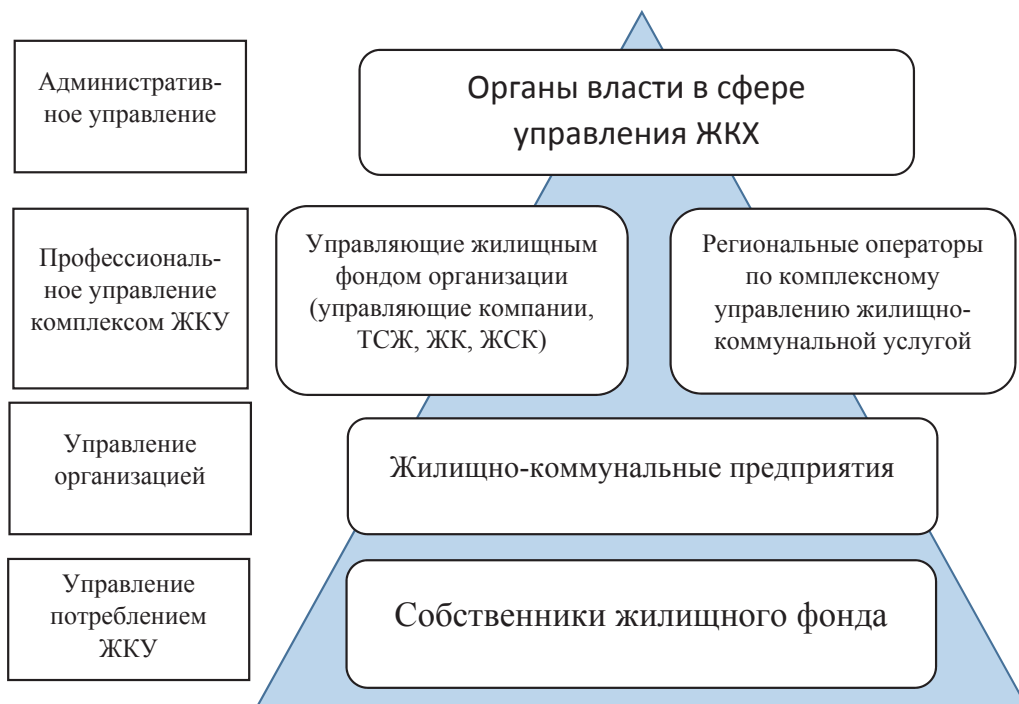 Административ-
ное управление
Органы власти в сфере
управления ЖКХ
Профессиональ-
ное управление
комплексом ЖКУ
Управляющие жилищным
фондом организации
(управляющие компании,
ТСЖ, ЖК, ЖСК)
Региональные операторы
по комплексному
управлению жилищно-
коммунальной услугой
Управление
организацией
Жилищно-коммунальные предприятия
Управление
потреблением
ЖКУ
Собственники жилищного фонда